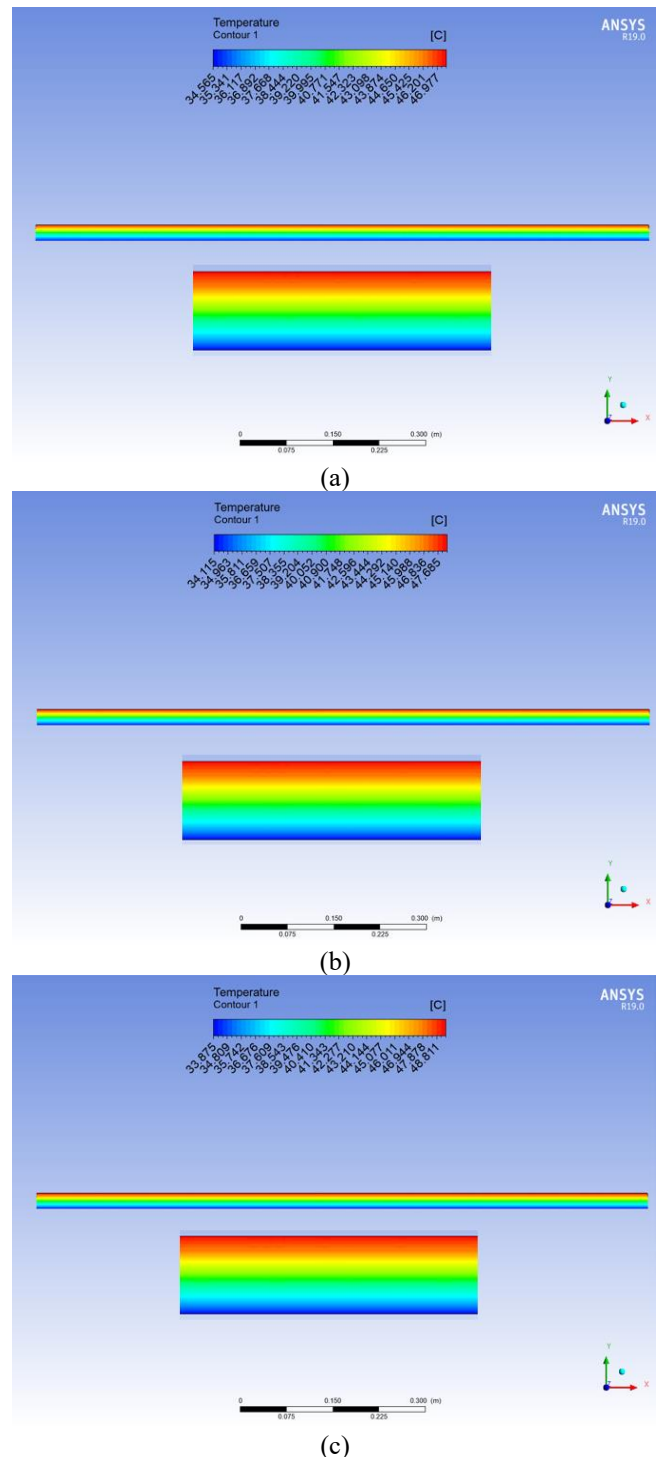 Temperature
Contour 1
[C]
ANSYS
R19.0
34.565 35.341 36.117 36.892 37.668 38.444 39.220 39.995 40.771 41.547 42.323 43.098 43.874 44.650 45.425 46.201 46.977
Y
Z X
0 0.150 0.300 (m)
0.075 0.225
(a)
Temperature
Contour 1
[C]
ANSYS
R19.0
34.115 34.963 35.811 36.659 37.507 38.355 39.204 40.052 40.900 41.748 42.596 43.444 44.292 45.140 45.988 46.836 47.685
Y
Z X
0 0.150 0.300 (m)
0.075 0.225
(b)
Temperature
Contour 1
[C]
ANSYS
R19.0
33.875 34.809 35.742 36.676 37.609 38.543 39.476 40.410 41.343 42.277 43.210 44.144 45.077 46.011 46.944 47.878 48.811
Y
Z X
0 0.150 0.300 (m)
0.075 0.225
(c)